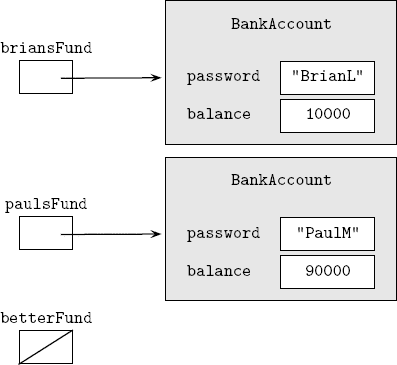 BankAccount
briansFund
password "BrianL"
balance 10000
BankAccount
paulsFund
password "PaulM"
balance 90000
betterFund